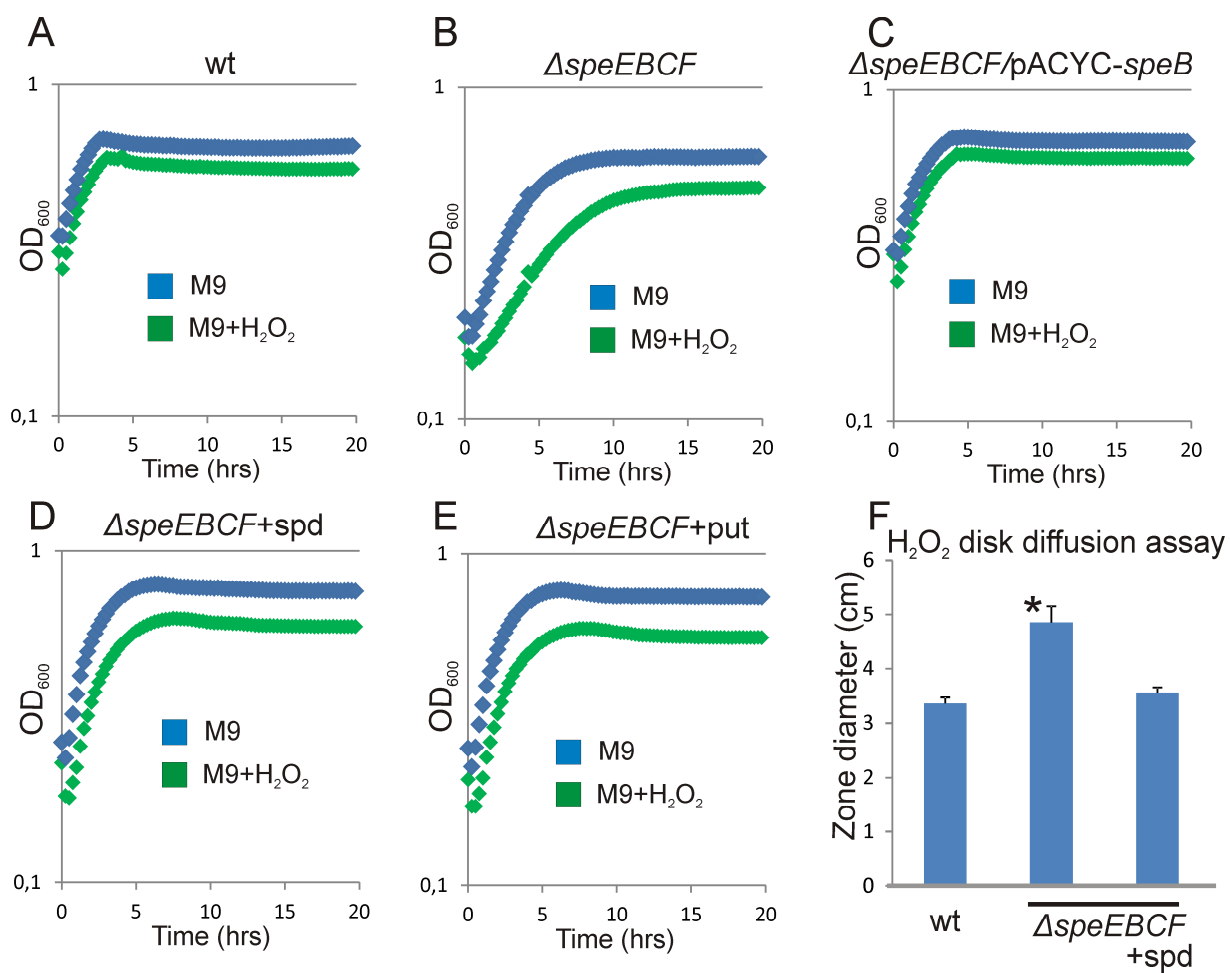 A
wt
1
OD₆₀₀
M9
M9+H₂O₂
0,1
0 5 10 15 20
Time (hrs)
B
ΔspeEBCF
1
OD₆₀₀
M9
M9+H₂O₂
0,1
0 5 10 15 20
Time (hrs)
C
ΔspeEBCF/pACYC-speB
1
OD₆₀₀
M9
M9+H₂O₂
0,1
0 5 10 15 20
Time (hrs)
D
ΔspeEBCF+spd
1
OD₆₀₀
M9
M9+H₂O₂
0,1
0 5 10 15 20
Time (hrs)
E
ΔspeEBCF+put
1
OD₆₀₀
M9
M9+H₂O₂
0,1
0 5 10 15 20
Time (hrs)
F
H₂O₂ disk diffusion assay
Zone diameter (cm)
6
5
4
3
2
1
0
*
wt
ΔspeEBCF
+spd